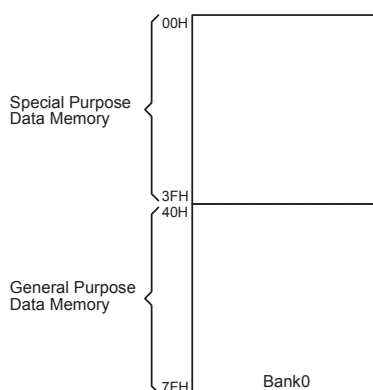 00H
Special Purpose
Data Memory
3FH
40H
General Purpose
Data Memory
7FH
Bank0